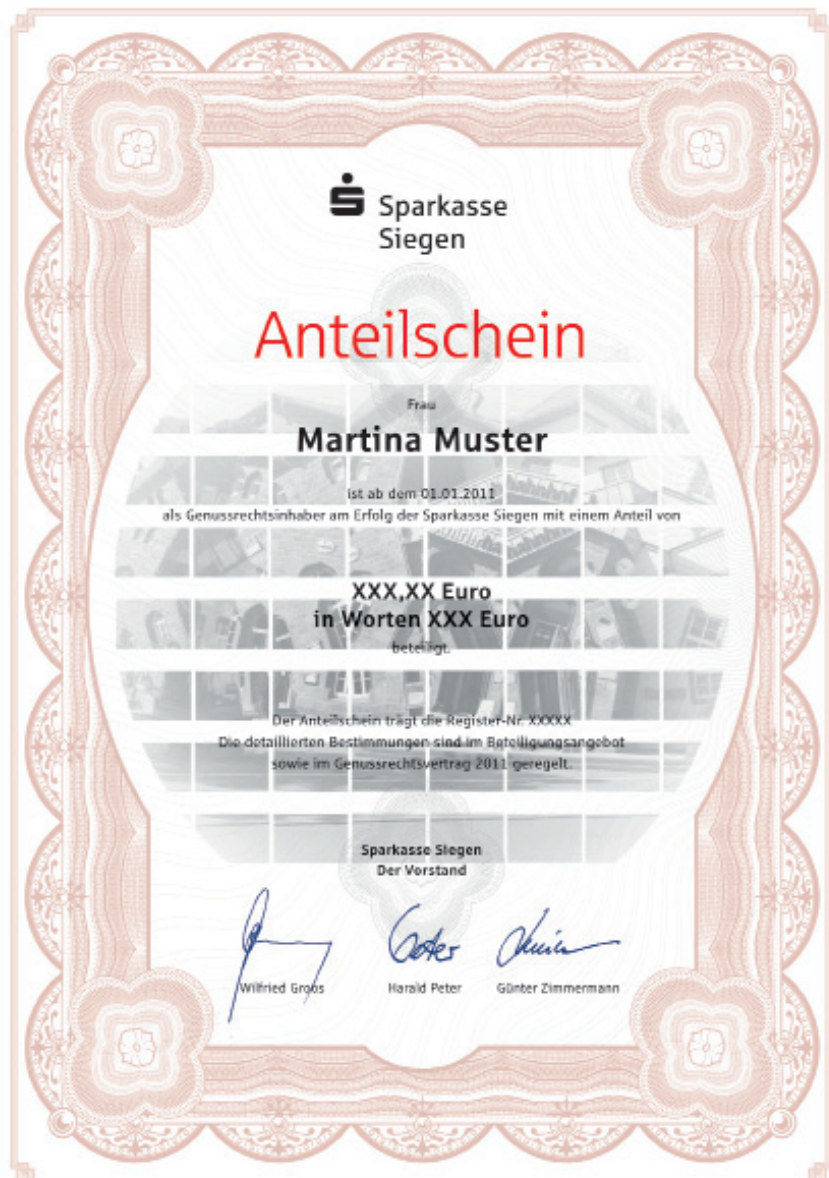 Sparkasse
Siegen
Anteilschein
Frau
Martina Muster
ist ab dem 01.01.2011
als Genussrechtsinhaber am Erfolg der Sparkasse Siegen mit einem Anteil von
XXX,XX Euro
in Worten XXX Euro
beteiligt.
Der Anteilschein trägt die Register-Nr. XXXXX
Die detaillierten Bestimmungen sind im Beteiligungsangebot
sowie im Genussrechtsvertrag 2011 geregelt.
Sparkasse Siegen
Der Vorstand
Wilfried Groos
Harald Peter
Günter Zimmermann